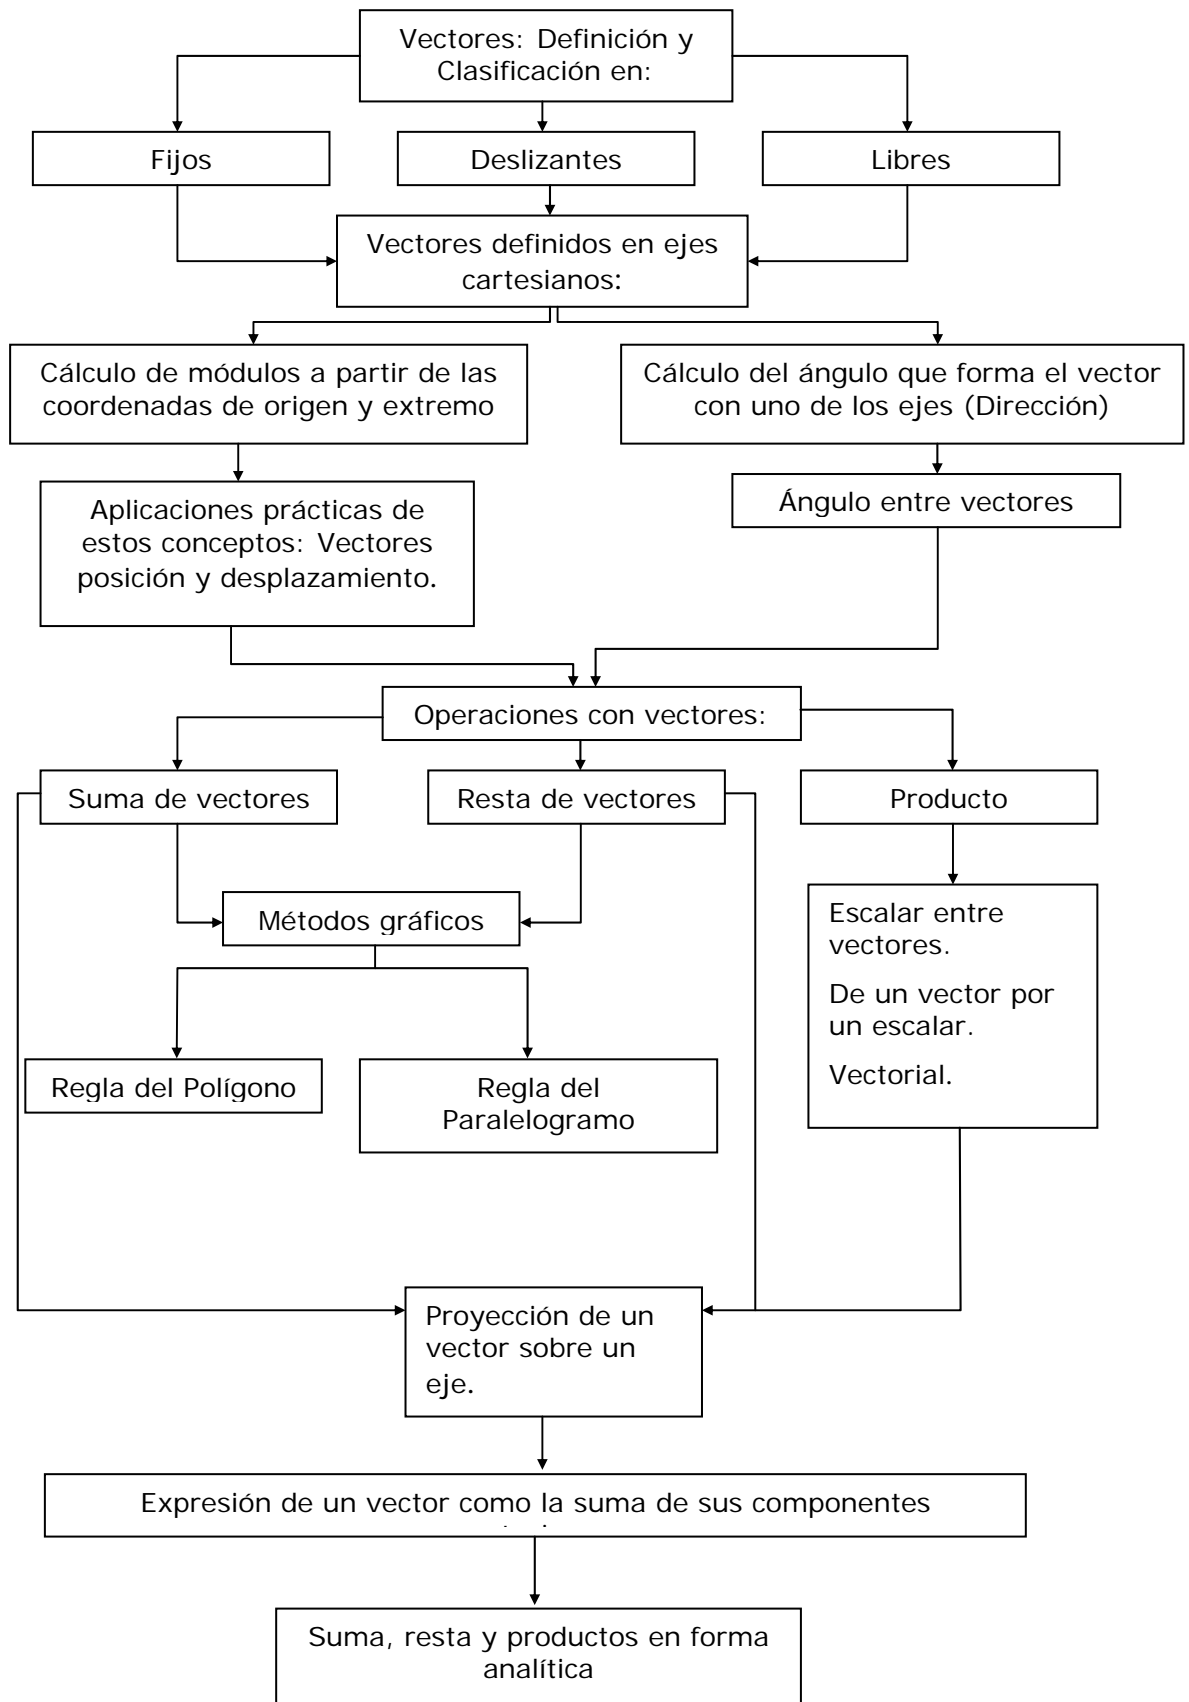 Vectores: Definición y
Clasificación en:
Fijos
Deslizantes
Libres
Vectores definidos en ejes
cartesianos:
Cálculo de módulos a partir de las
coordenadas de origen y extremo
Cálculo del ángulo que forma el vector
con uno de los ejes (Dirección)
Aplicaciones prácticas de
estos conceptos: Vectores
posición y desplazamiento.
Ángulo entre vectores
Operaciones con vectores:
Suma de vectores
Resta de vectores
Producto
Métodos gráficos
Escalar entre
vectores.
De un vector por
un escalar.
Vectorial.
Regla del Polígono
Regla del
Paralelogramo
Proyección de un
vector sobre un
eje.
Expresión de un vector como la suma de sus componentes
Suma, resta y productos en forma
analítica